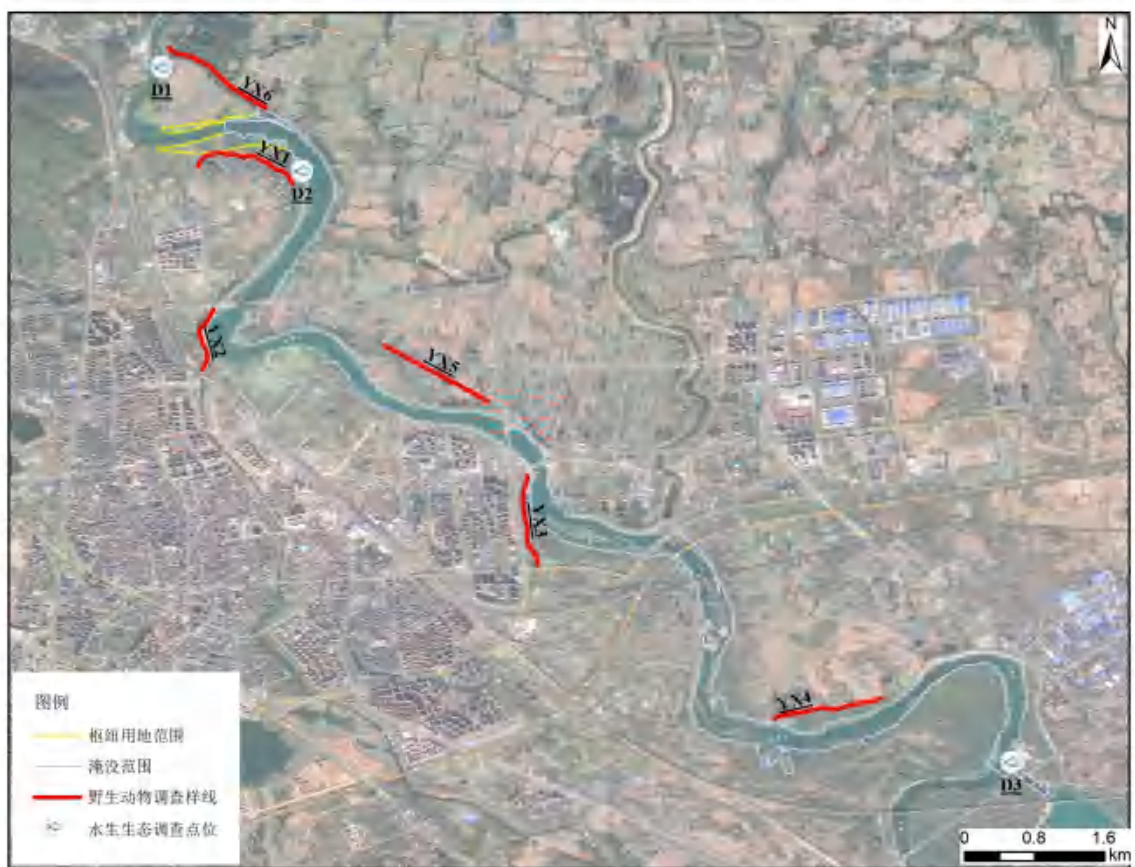 N
D1
YX6
YX1
D2
YX2
YX5
YX3
YX4
D3
图例
枢纽用地范围
淹没范围
野生动物调查样线
水生生态调查点位
0 0.8 1.6
km